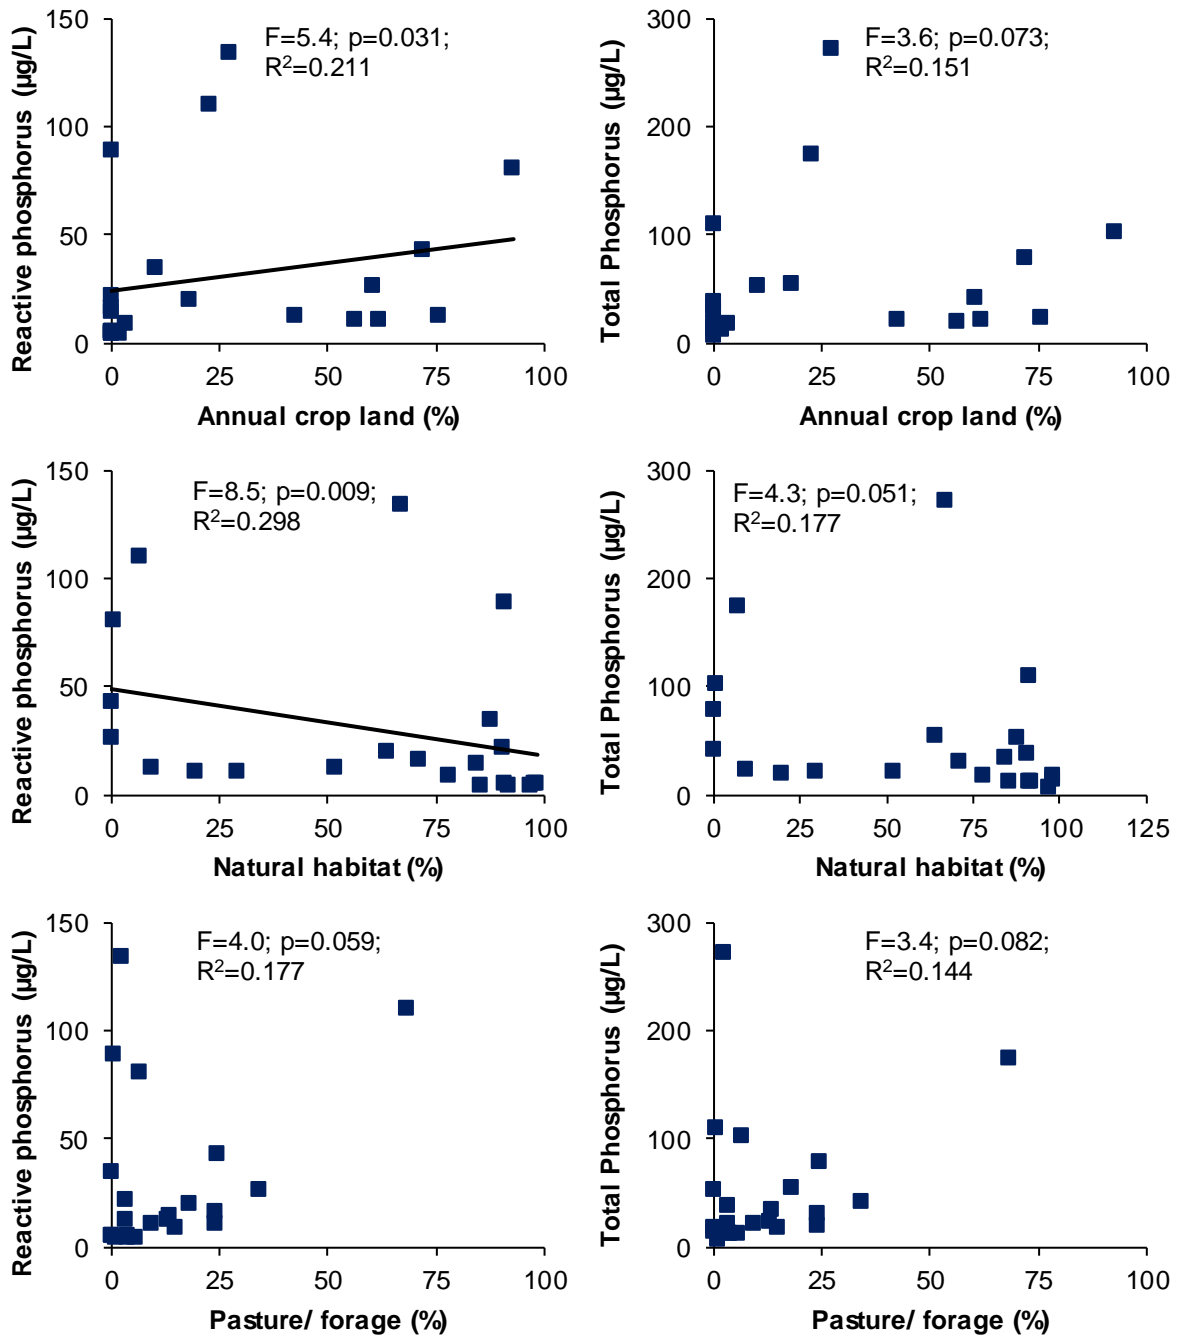 Reactive phosphorus (µg/L)
150
100
50
0
F=5.4; p=0.031;
R²=0.211
0 25 50 75 100
Annual crop land (%)
Total Phosphorus (µg/L)
300
200
100
0
F=3.6; p=0.073;
R²=0.151
0 25 50 75 100
Annual crop land (%)
Reactive phosphorus (µg/L)
150
100
50
0
F=8.5; p=0.009;
R²=0.298
0 25 50 75 100
Natural habitat (%)
Total Phosphorus (µg/L)
300
200
100
0
F=4.3; p=0.051;
R²=0.177
0 25 50 75 100 125
Natural habitat (%)
Reactive phosphorus (µg/L)
150
100
50
0
F=4.0; p=0.059;
R²=0.177
0 25 50 75 100
Pasture/ forage (%)
Total Phosphorus (µg/L)
300
200
100
0
F=3.4; p=0.082;
R²=0.144
0 25 50 75 100
Pasture/ forage (%)